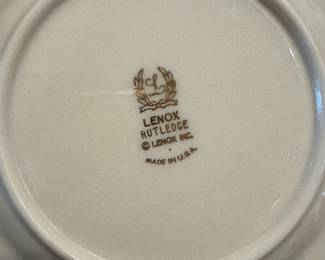 L
LENOX
RUTLEDGE
© LENOX INC.
MADE IN U.S.A.